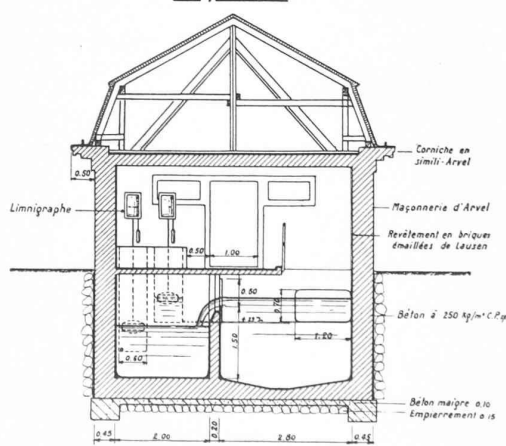 Corniche en
simili-Arvel
0.50
Limnigraphe
Maçonnerie d'Arvel
Revêtement en briques
émaillées de Lausen
0.50
1.00
0.50
0.70
Béton à 250 Kg/m³ C.P.
1.20
1.50
0.60
Béton maigre 0.10
Empierrement 0.15
0.45
2.00
0.20
2.80
0.45